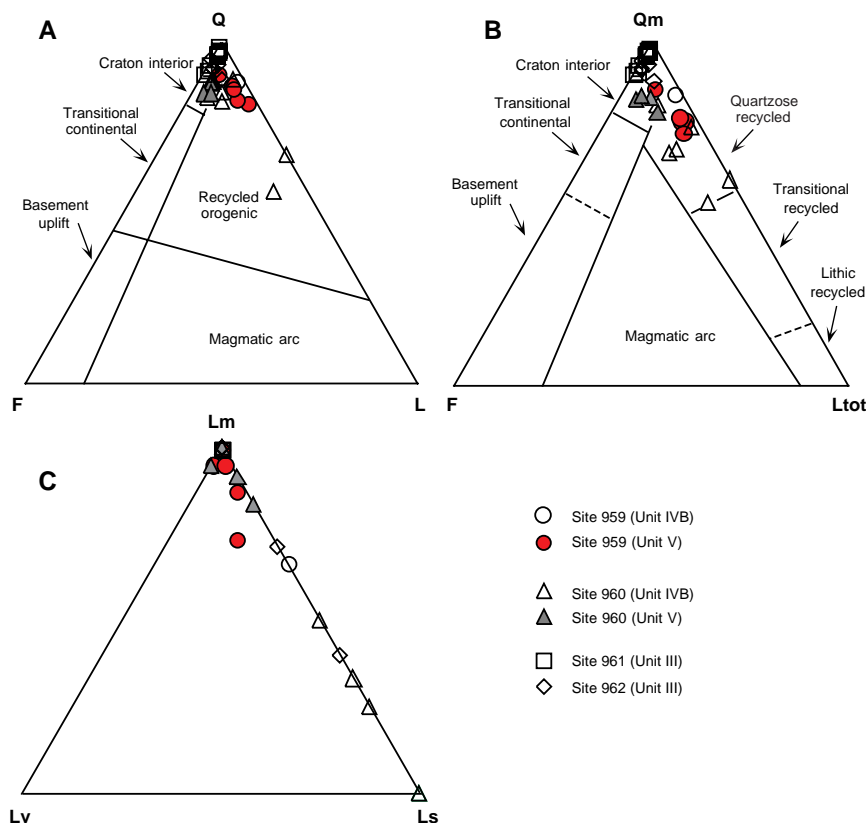 A
Q
Craton interior
Transitional
continental
Basement
uplift
Recycled
orogenic
Magmatic arc
F
L
B
Qm
Craton interior
Transitional
continental
Basement
uplift
Quartzose
recycled
Transitional
recycled
Lithic
recycled
Magmatic arc
F
Ltot
C
Lm
Lv
Ls
Site 959 (Unit IVB)
Site 959 (Unit V)
Site 960 (Unit IVB)
Site 960 (Unit V)
Site 961 (Unit III)
Site 962 (Unit III)